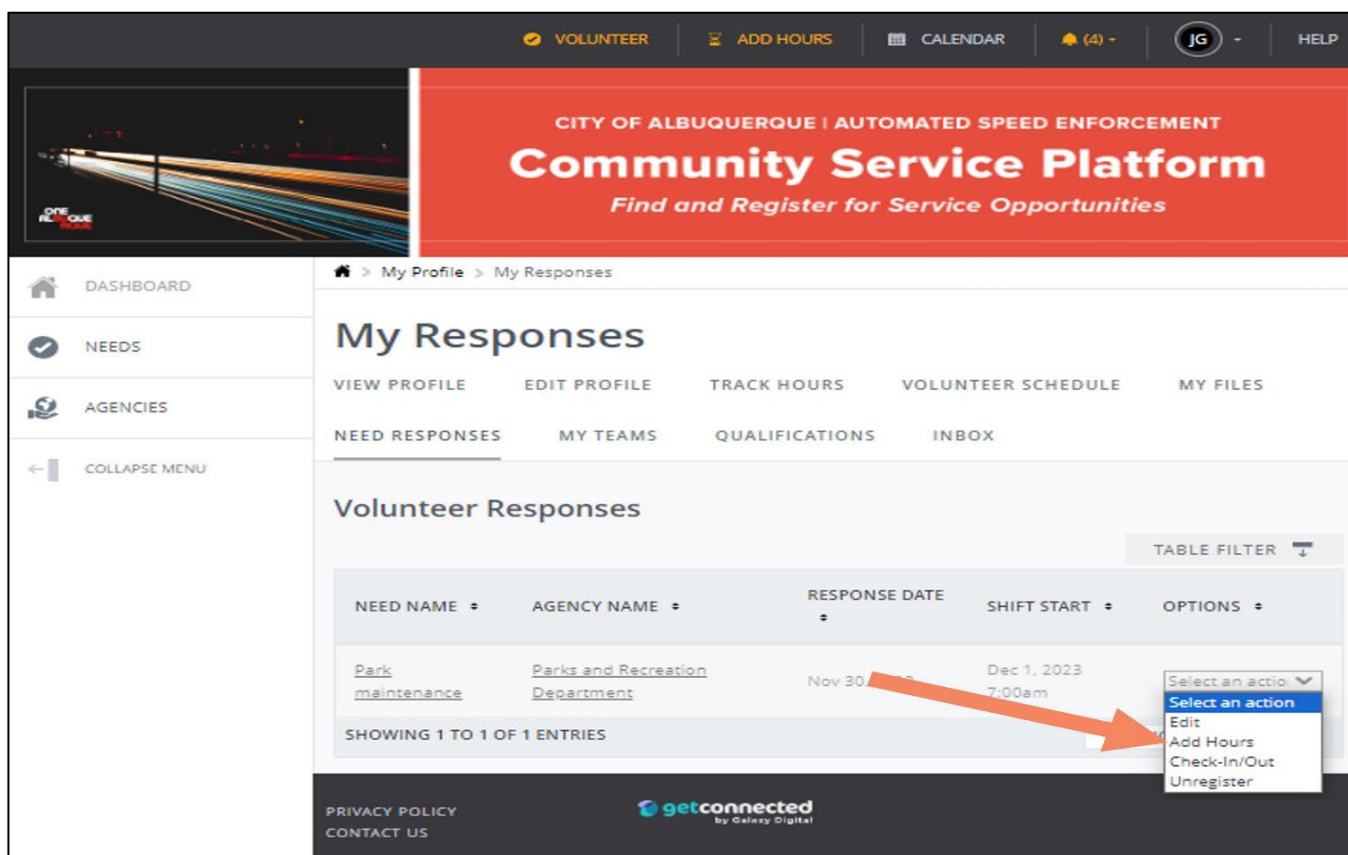 VOLUNTEER ADD HOURS CALENDAR (4) JG HELP
CITY OF ALBUQUERQUE | AUTOMATED SPEED ENFORCEMENT
Community Service Platform
Find and Register for Service Opportunities
ONE
DASHBOARD
NEEDS
AGENCIES
COLLAPSE MENU
> My Profile > My Responses
My Responses
VIEW PROFILE EDIT PROFILE TRACK HOURS VOLUNTEER SCHEDULE MY FILES
NEED RESPONSES MY TEAMS QUALIFICATIONS INBOX
Volunteer Responses
TABLE FILTER
NEED NAME AGENCY NAME RESPONSE DATE SHIFT START OPTIONS
Park maintenance
Parks and Recreation
Department
Nov 30,
Dec 1, 2023
7:00am
Select an actio
Select an action
Edit
Add Hours
Check-In/Out
Unregister
SHOWING 1 TO 1 OF 1 ENTRIES
PRIVACY POLICY
CONTACT US
getconnected
by Galaxy Digital